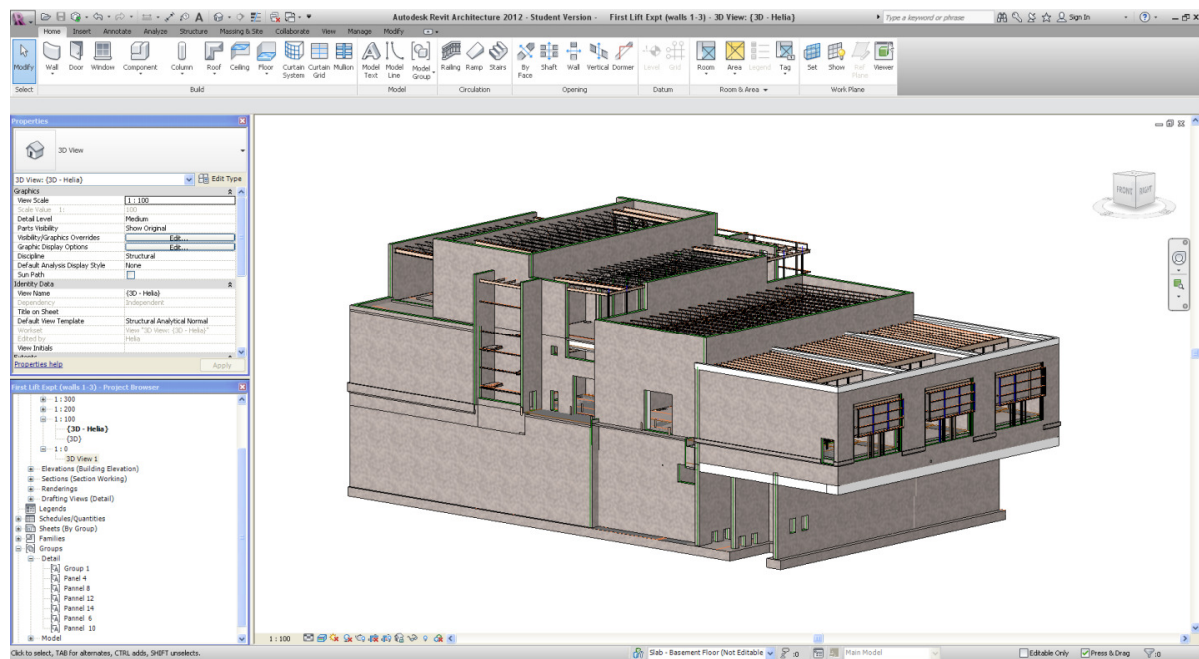 Autodesk Revit Architecture 2012 - Student Version - First Lift Expt (walls 1-3) - 3D View: {3D - Helia}
Type a keyword or phrase
Sign In
Home Insert Annotate Analyze Structure Massing & Site Collaborate View Manage Modify
Modify Wall Door Window Component Column Roof Ceiling Floor Curtain System Curtain Grid Mullion Model Text Model Line Model Group Railing Ramp Stairs By Face Shaft Wall Vertical Dormer Level Grid Room Area Legend Tag Set Show Ref Plane Viewer
Select Build Model Circulation Opening Datum Room & Area Work Plane
Properties
3D View
3D View: {3D - Helia} Edit Type
Graphics
View Scale 1 : 100
Scale Value 1: 100
Detail Level Medium
Parts Visibility Show Original
Visibility/Graphics Overrides Edit...
Graphic Display Options Edit...
Discipline Structural
Default Analysis Display Style None
Sun Path
Identity Data
View Name {3D - Helia}
Dependency Independent
Title on Sheet
Default View Template Structural Analytical Normal
Workset View "3D View: {3D - Helia}"
Edited by Helia
View Initials
Extents
Properties help Apply
First Lift Expt (walls 1-3) - Project Browser
1 : 300
1 : 200
1 : 100
{3D - Helia}
{3D}
1 : 0
3D View 1
Elevations (Building Elevation)
Sections (Section Working)
Renderings
Drafting Views (Detail)
Legends
Schedules/Quantities
Sheets (By Group)
Families
Groups
Detail
Group 1
Panel 4
Pannel 8
Pannel 12
Pannel 14
Pannel 6
Pannel 10
Model
FRONT RIGHT
1 : 100
Click to select, TAB for alternates, CTRL adds, SHIFT unselects.
Slab - Basement Floor (Not Editable
:0
Main Model
Editable Only
Press & Drag
:0